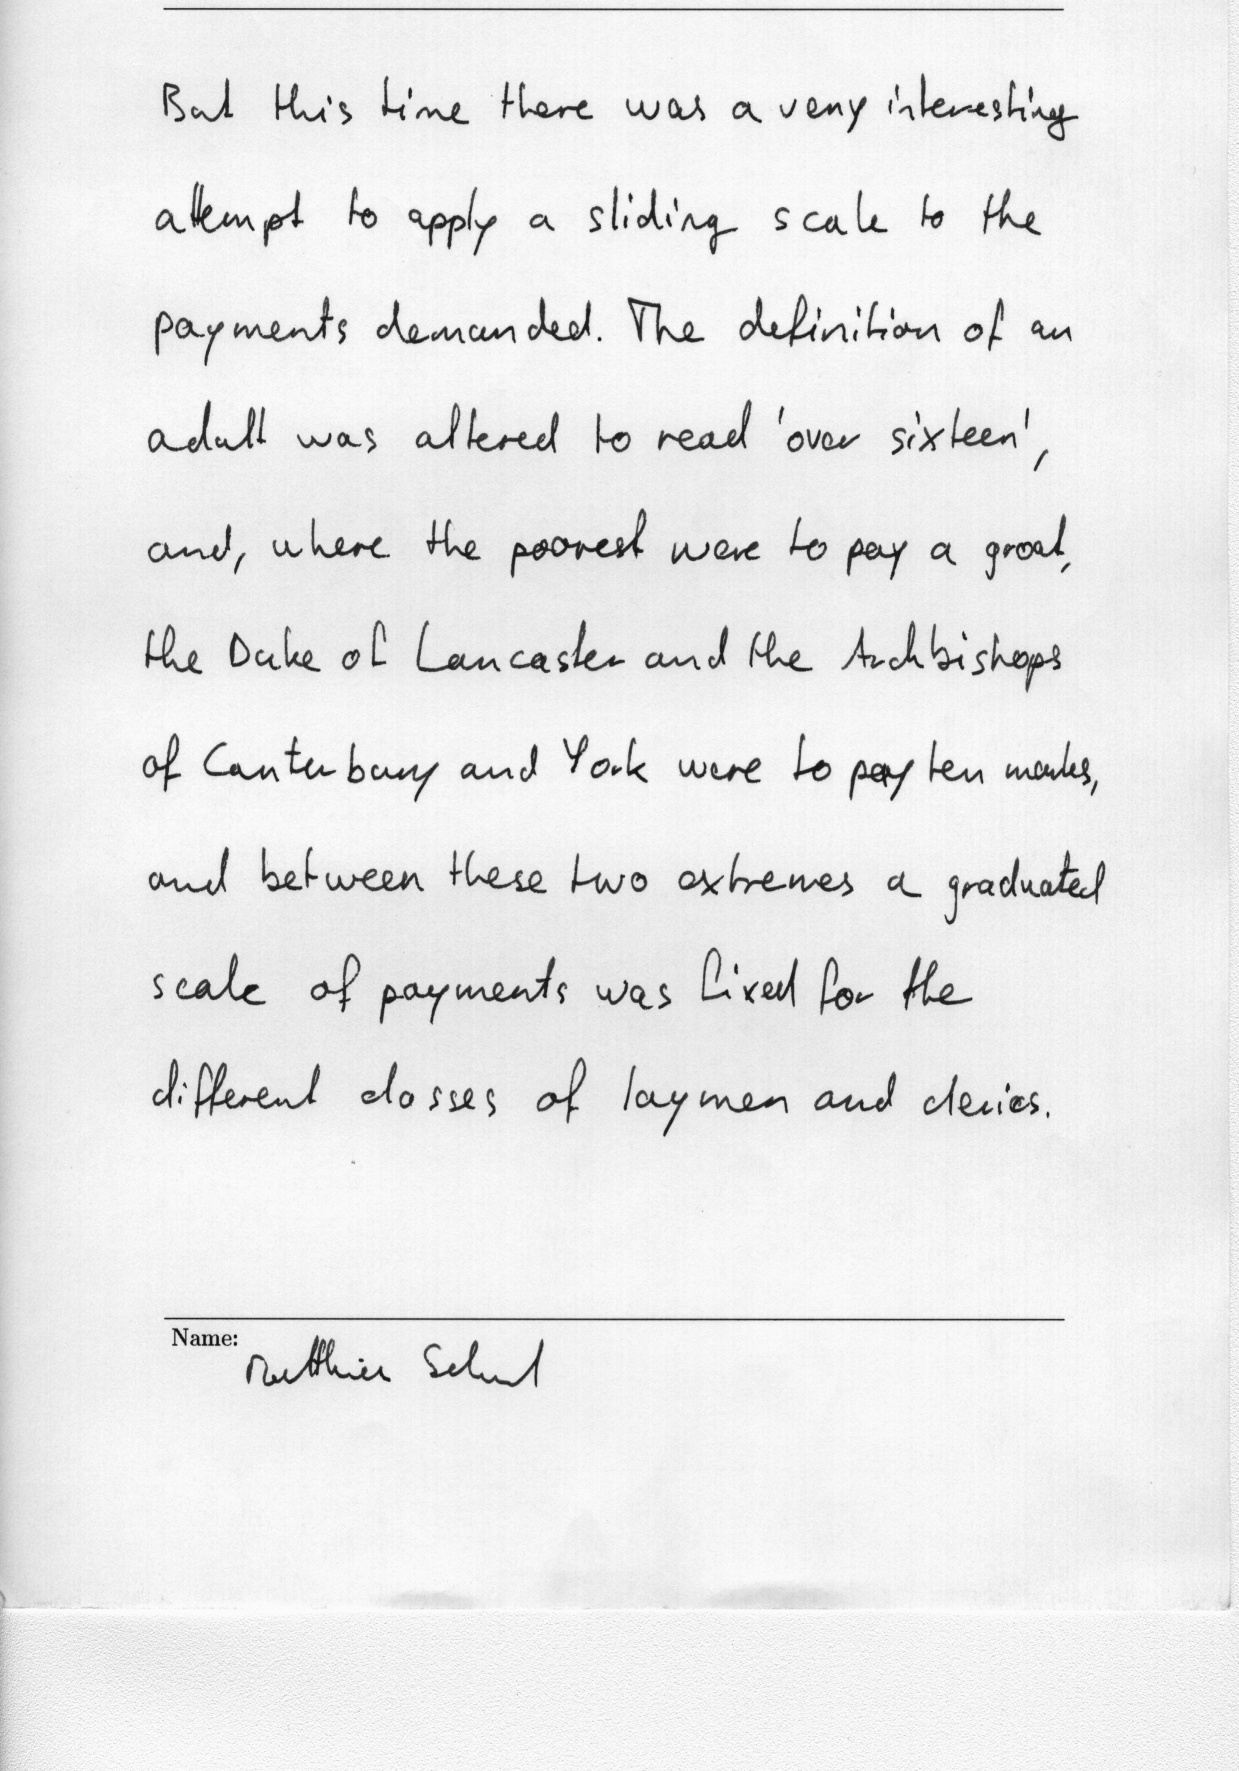 But this time there was a very interesting
attempt to apply a sliding scale to the
payments demanded. The definition of an
adult was altered to read 'over sixteen',
and, where the poorest were to pay a groat,
the Duke of Lancaster and the Archbishops
of Canterbury and York were to pay ten marks,
and between these two extremes a graduated
scale of payments was fixed for the
different classes of laymen and clerics.
Name: